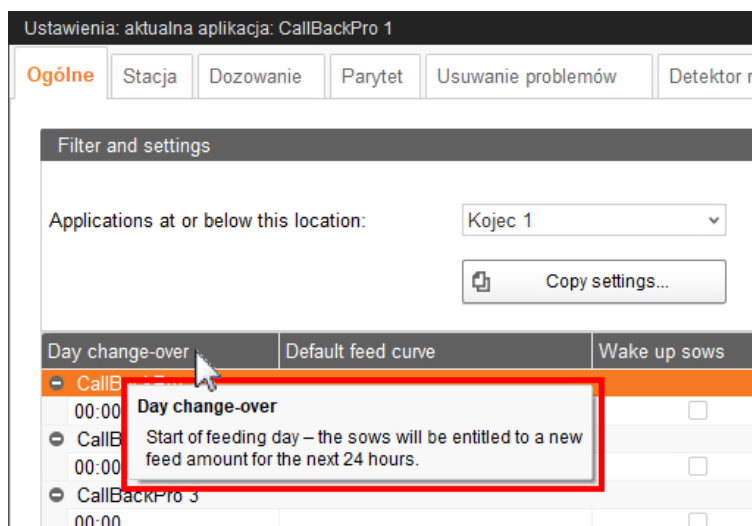 Ustawienia: aktualna aplikacja: CallBackPro 1
Ogólne Stacja Dozowanie Parytet Usuwanie problemów Detektor
Filter and settings
Applications at or below this location: Kojec 1
Copy settings...
Day change-over Default feed curve Wake up sows
Day change-over
Start of feeding day – the sows will be entitled to a new
feed amount for the next 24 hours.
00:00
00:00
CallBackPro 3
00:00